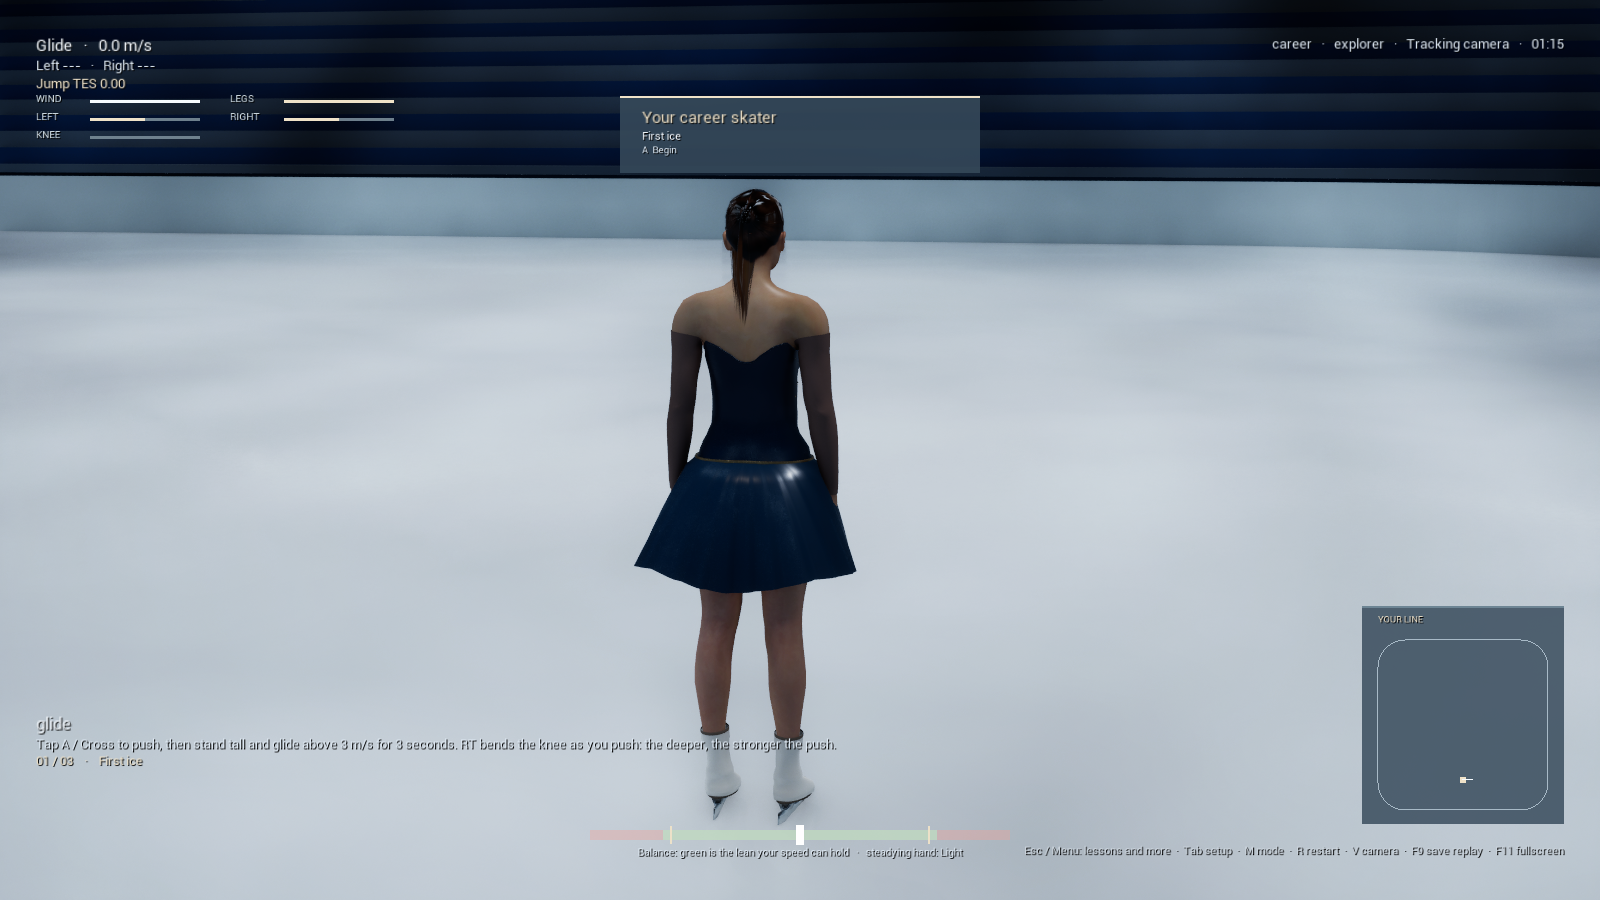 Glide · 0.0 m/s
Left --- · Right ---
Jump TES 0.00
WIND LEGS
LEFT RIGHT
KNEE
career · explorer · Tracking camera · 01:15
Your career skater
First ice
A Begin
YOUR LINE
glide
Tap A / Cross to push, then stand tall and glide above 3 m/s for 3 seconds. RT bends the knee as you push: the deeper, the stronger the push.
01 / 03 · First ice
Balance: green is the lean your speed can hold · steadying hand: Light
Esc / Menu: lessons and more · Tab setup · M mode · R restart · V camera · F9 save replay · F11 fullscreen